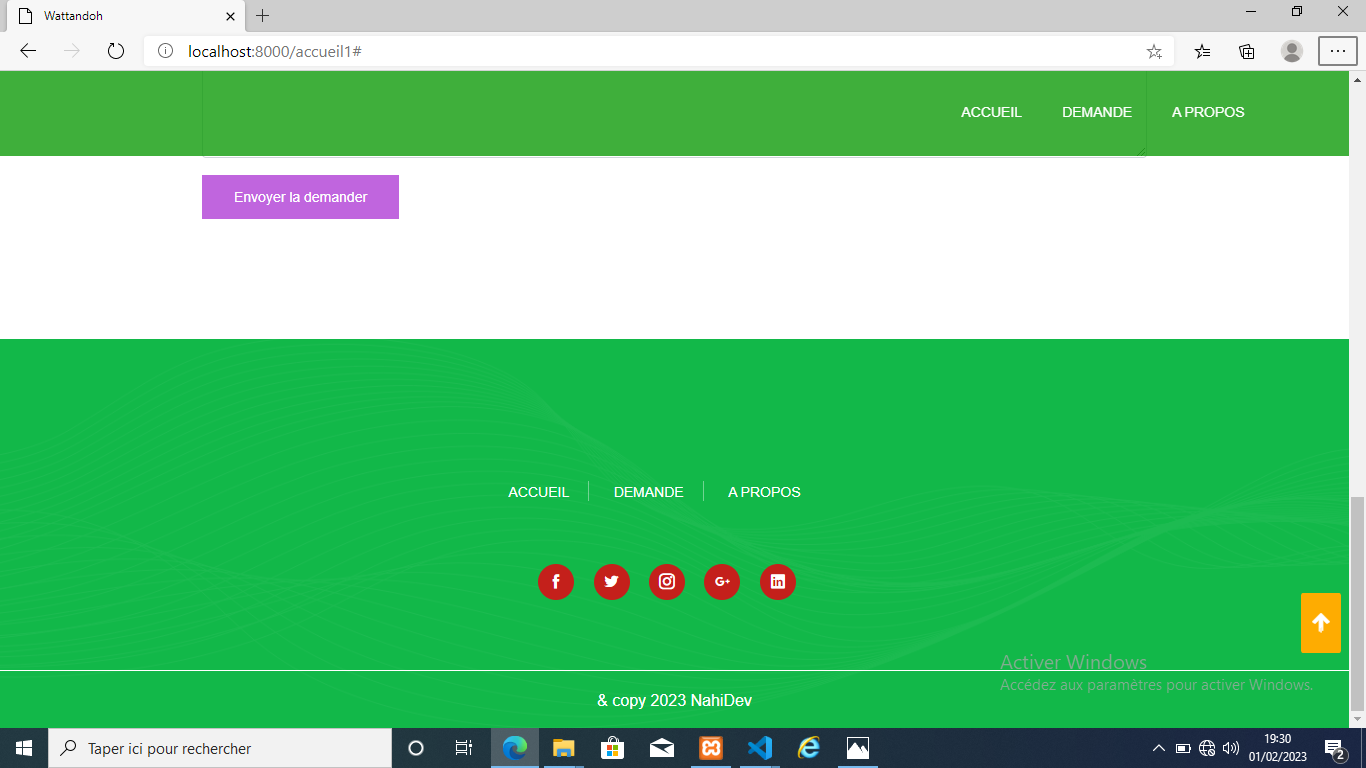 Wattandoh
localhost:8000/accueil1#
ACCUEIL DEMANDE A PROPOS
Envoyer la demander
ACCUEIL DEMANDE A PROPOS
f G+ in
Activer Windows
Accédez aux paramètres pour activer Windows.
& copy 2023 NahiDev
Taper ici pour rechercher
19:30
01/02/2023
2